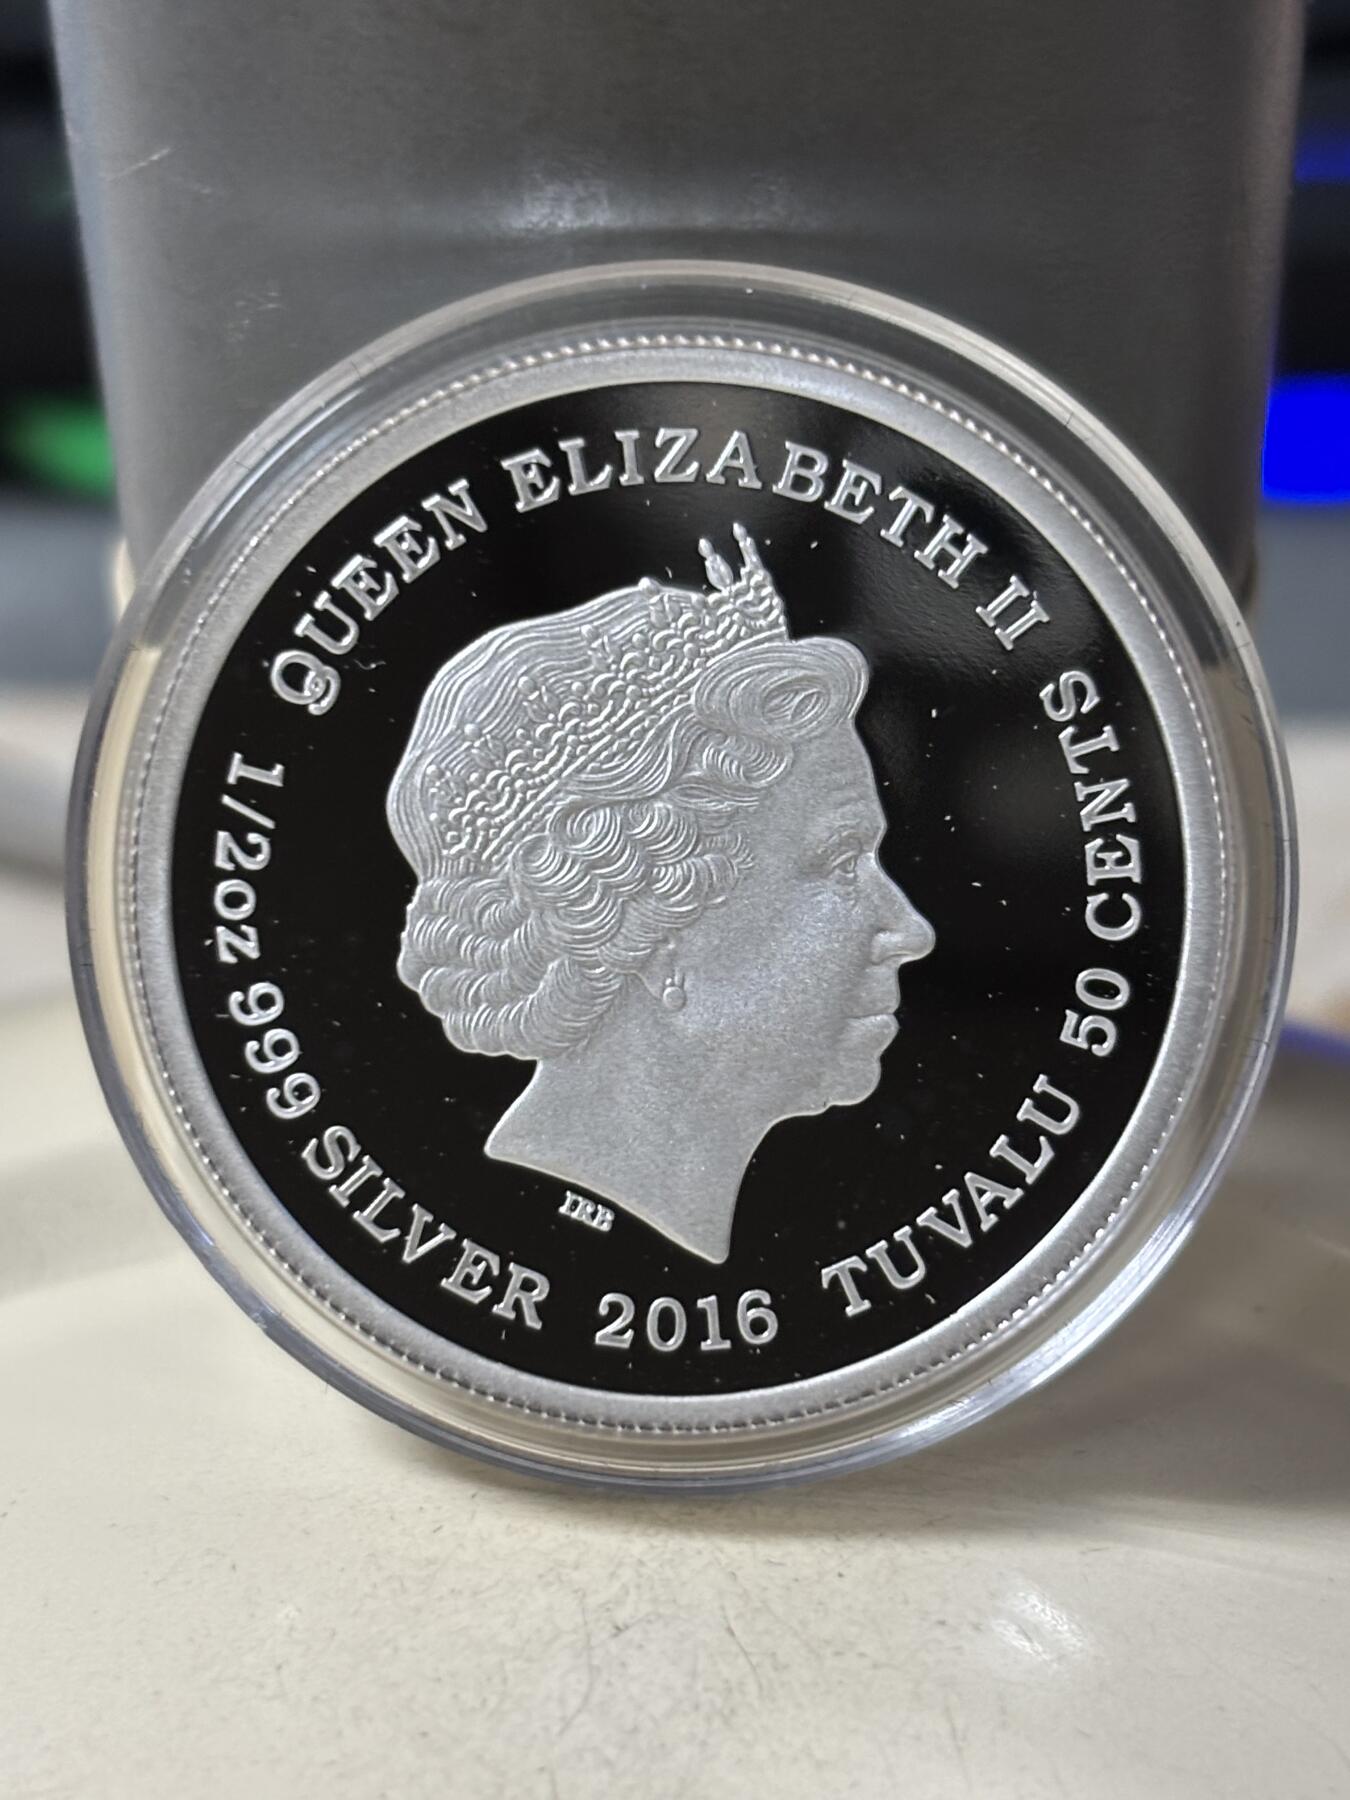 QUEEN ELIZABETH II
50 CENTS
TUVALU
2016
1/2oz 999 SILVER
IRB